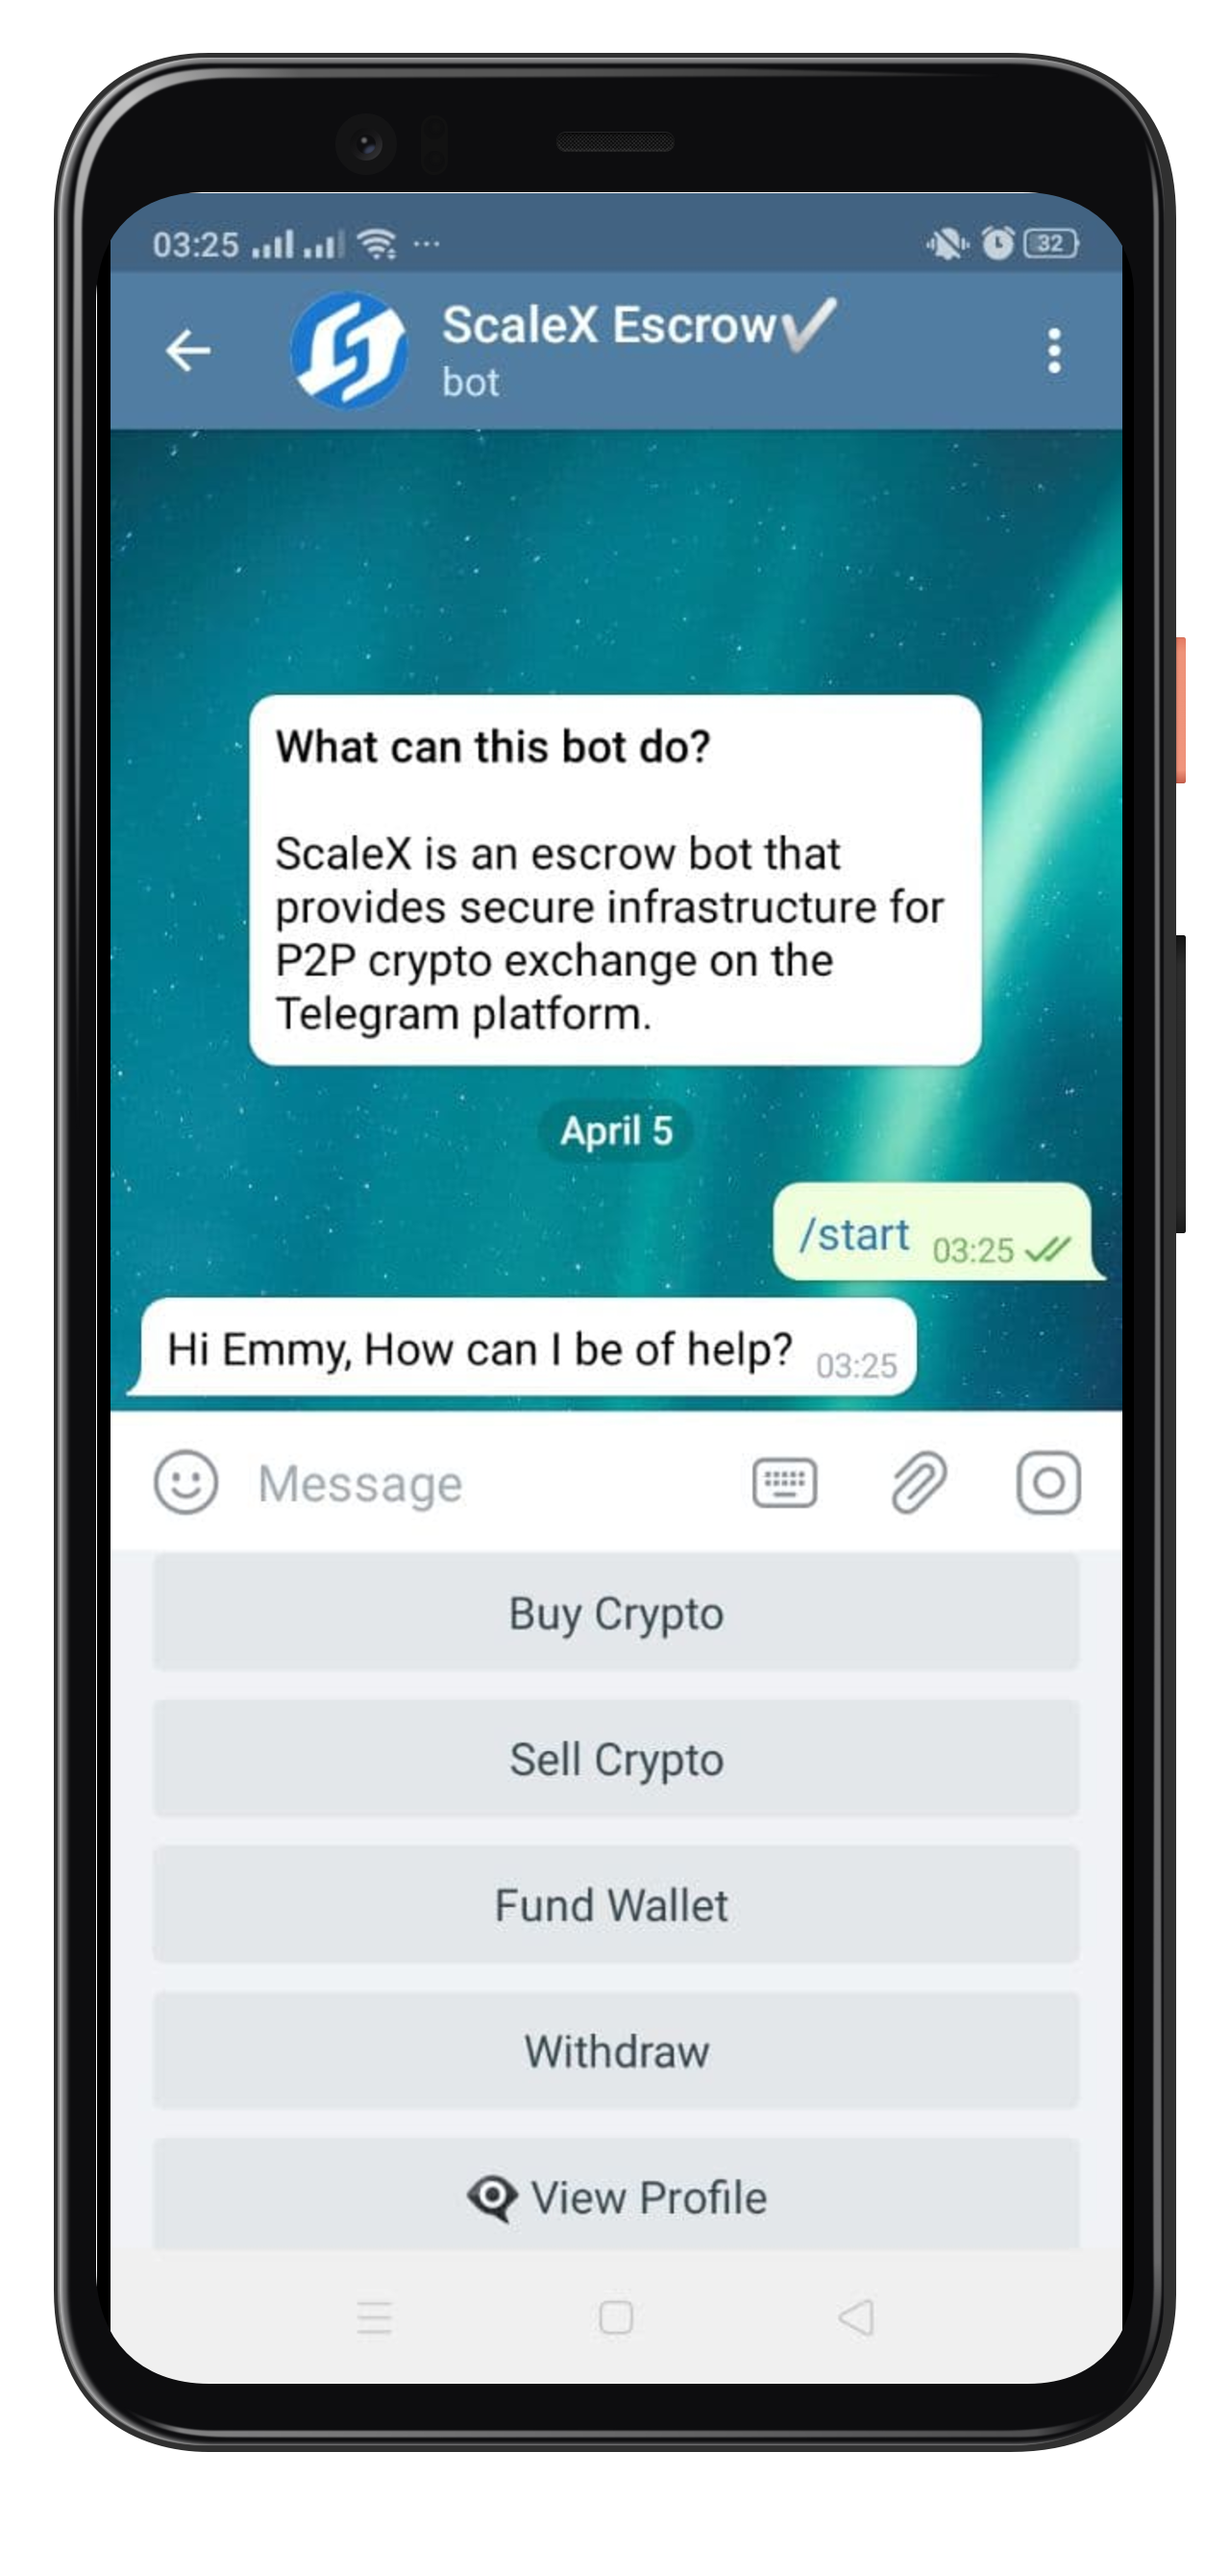 03:25
32
ScaleX Escrow✔
bot
What can this bot do?
ScaleX is an escrow bot that
provides secure infrastructure for
P2P crypto exchange on the
Telegram platform.
April 5
/start 03:25
Hi Emmy, How can I be of help? 03:25
Message
Buy Crypto
Sell Crypto
Fund Wallet
Withdraw
View Profile